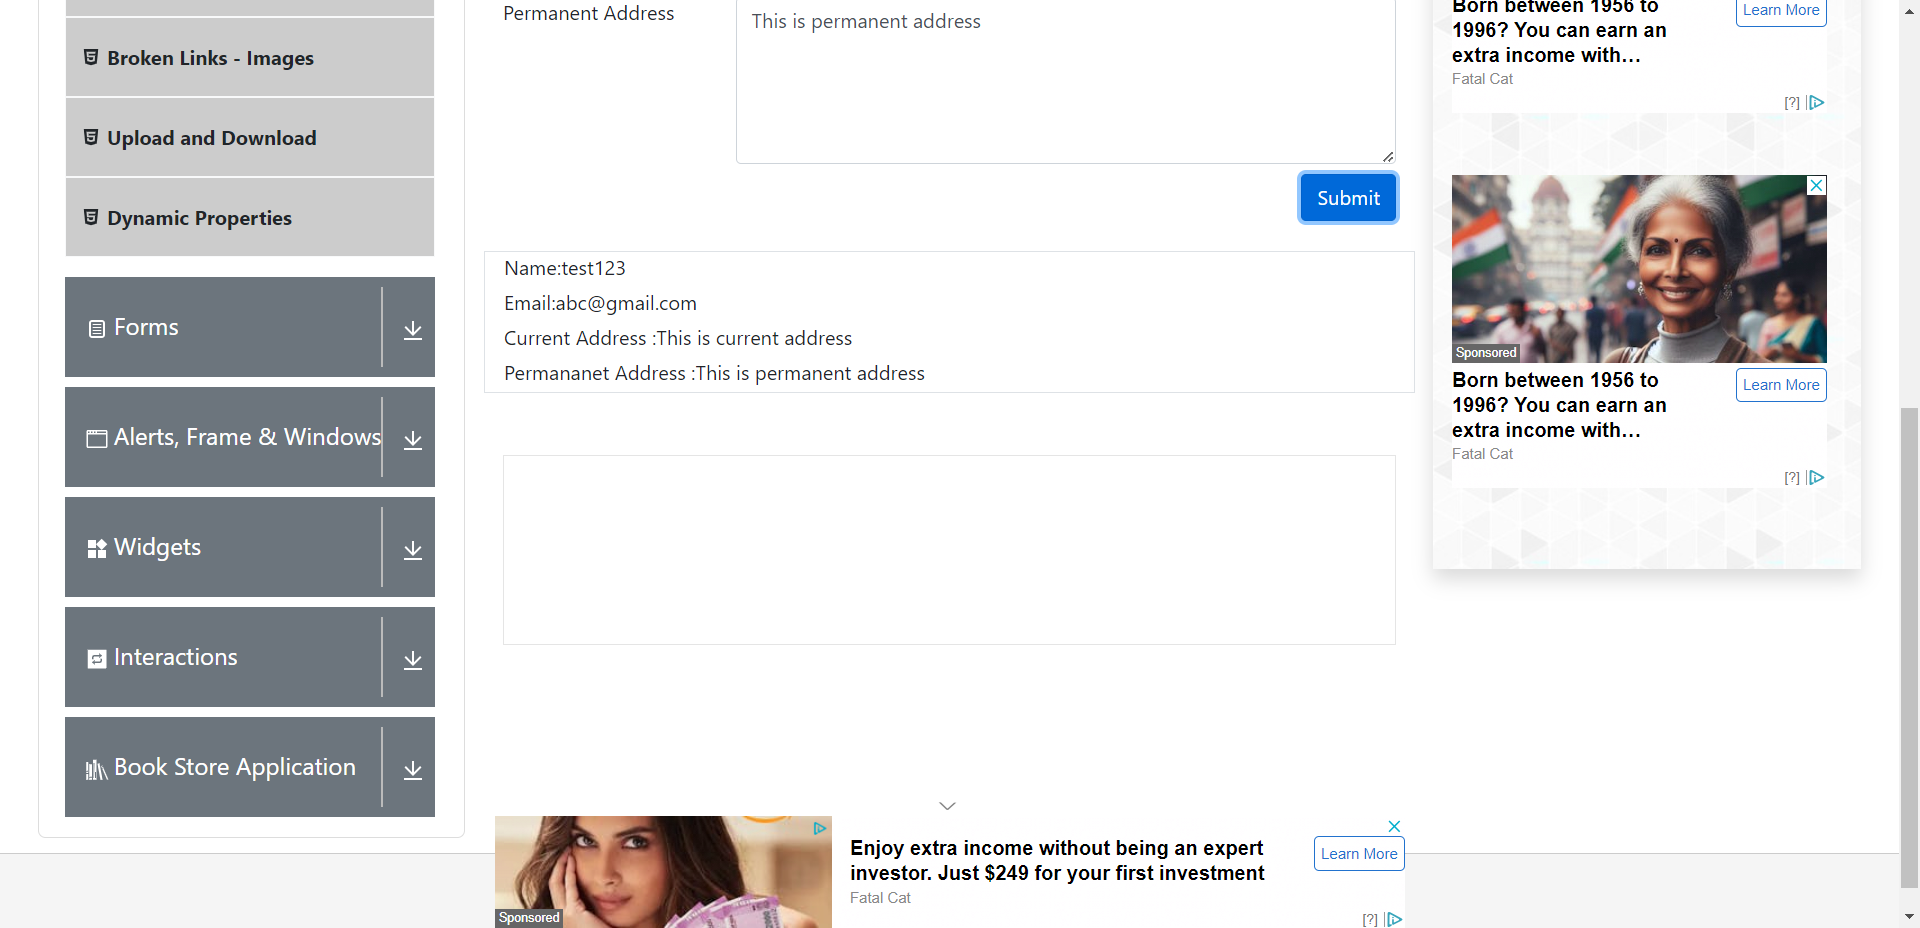 Broken Links - Images
Upload and Download
Dynamic Properties
Forms
Alerts, Frame & Windows
Widgets
Interactions
Book Store Application
Permanent Address
This is permanent address
Submit
Name:test123
Email:abc@gmail.com
Current Address :This is current address
Permananet Address :This is permanent address
Born between 1956 to
1996? You can earn an
extra income with...
Fatal Cat
Learn More
[?]
Sponsored
Born between 1956 to
1996? You can earn an
extra income with...
Fatal Cat
Learn More
[?]
Sponsored
Enjoy extra income without being an expert
investor. Just $249 for your first investment
Fatal Cat
Learn More
[?]